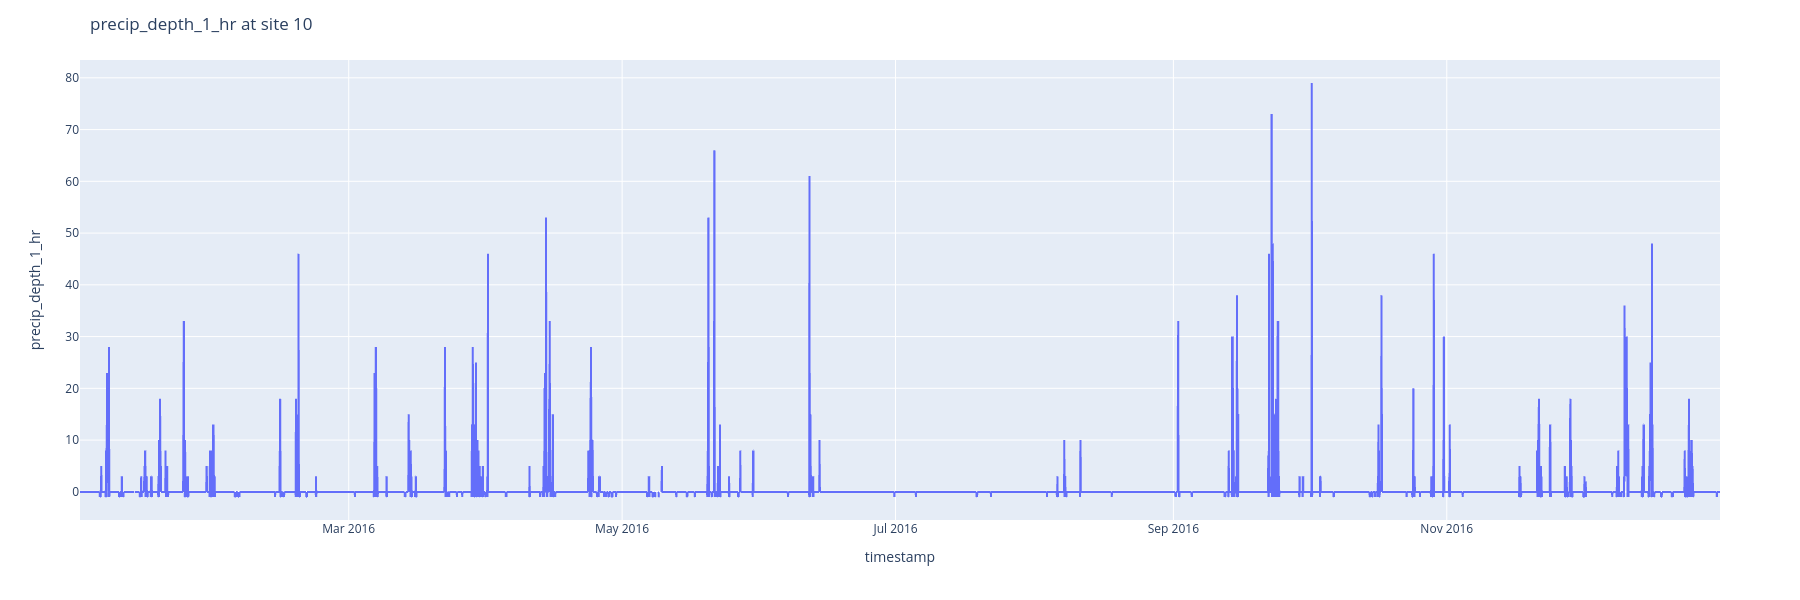 precip_depth_1_hr at site 10
precip_depth_1_hr
80
70
60
50
40
30
20
10
0
Mar 2016
May 2016
Jul 2016
Sep 2016
Nov 2016
timestamp